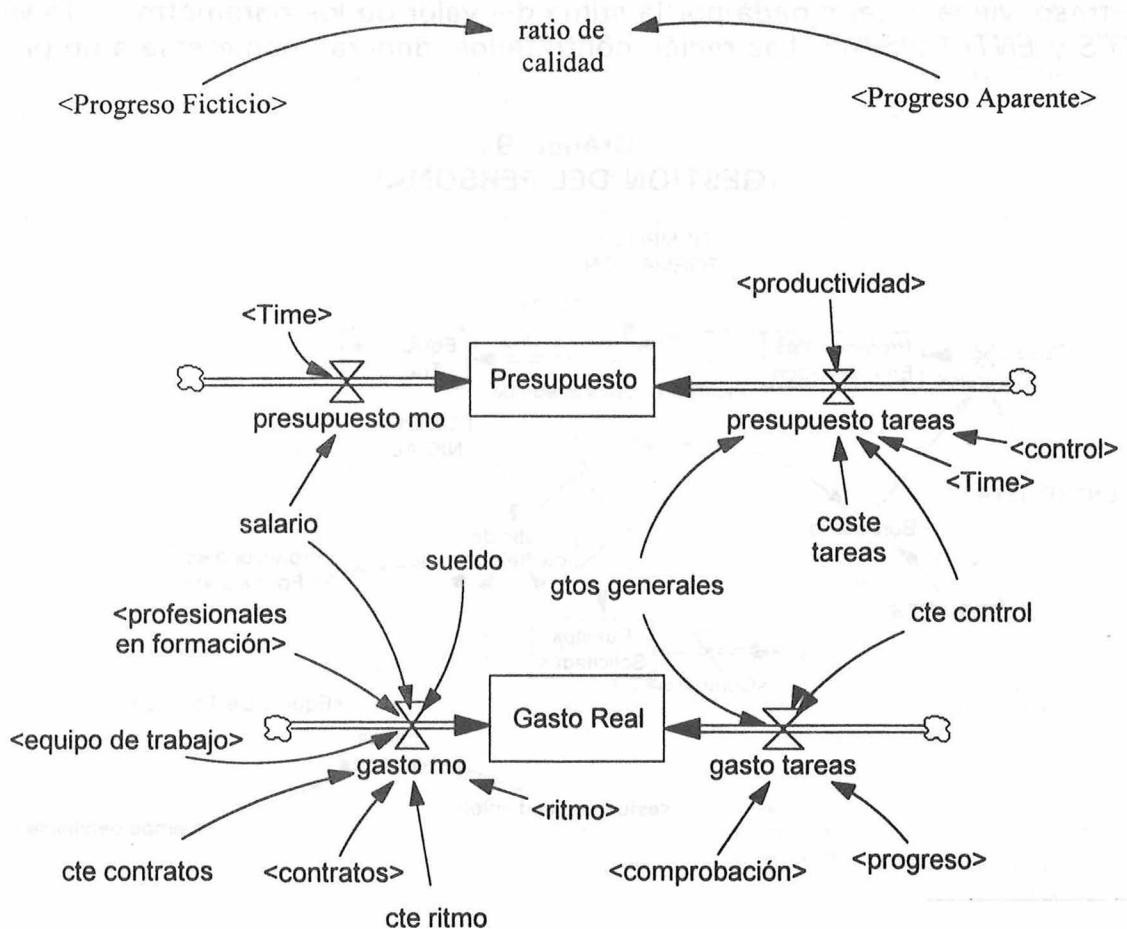 ratio de
calidad
<Progreso Ficticio>
<Progreso Aparente>
<productividad>
<Time>
Presupuesto
presupuesto mo
presupuesto tareas
<control>
<Time>
salario
coste
tareas
sueldo
gtos generales
<profesionales
en formación>
cte control
Gasto Real
<equipo de trabajo>
gasto mo
gasto tareas
<ritmo>
cte contratos
<contratos>
<comprobación>
<progreso>
cte ritmo